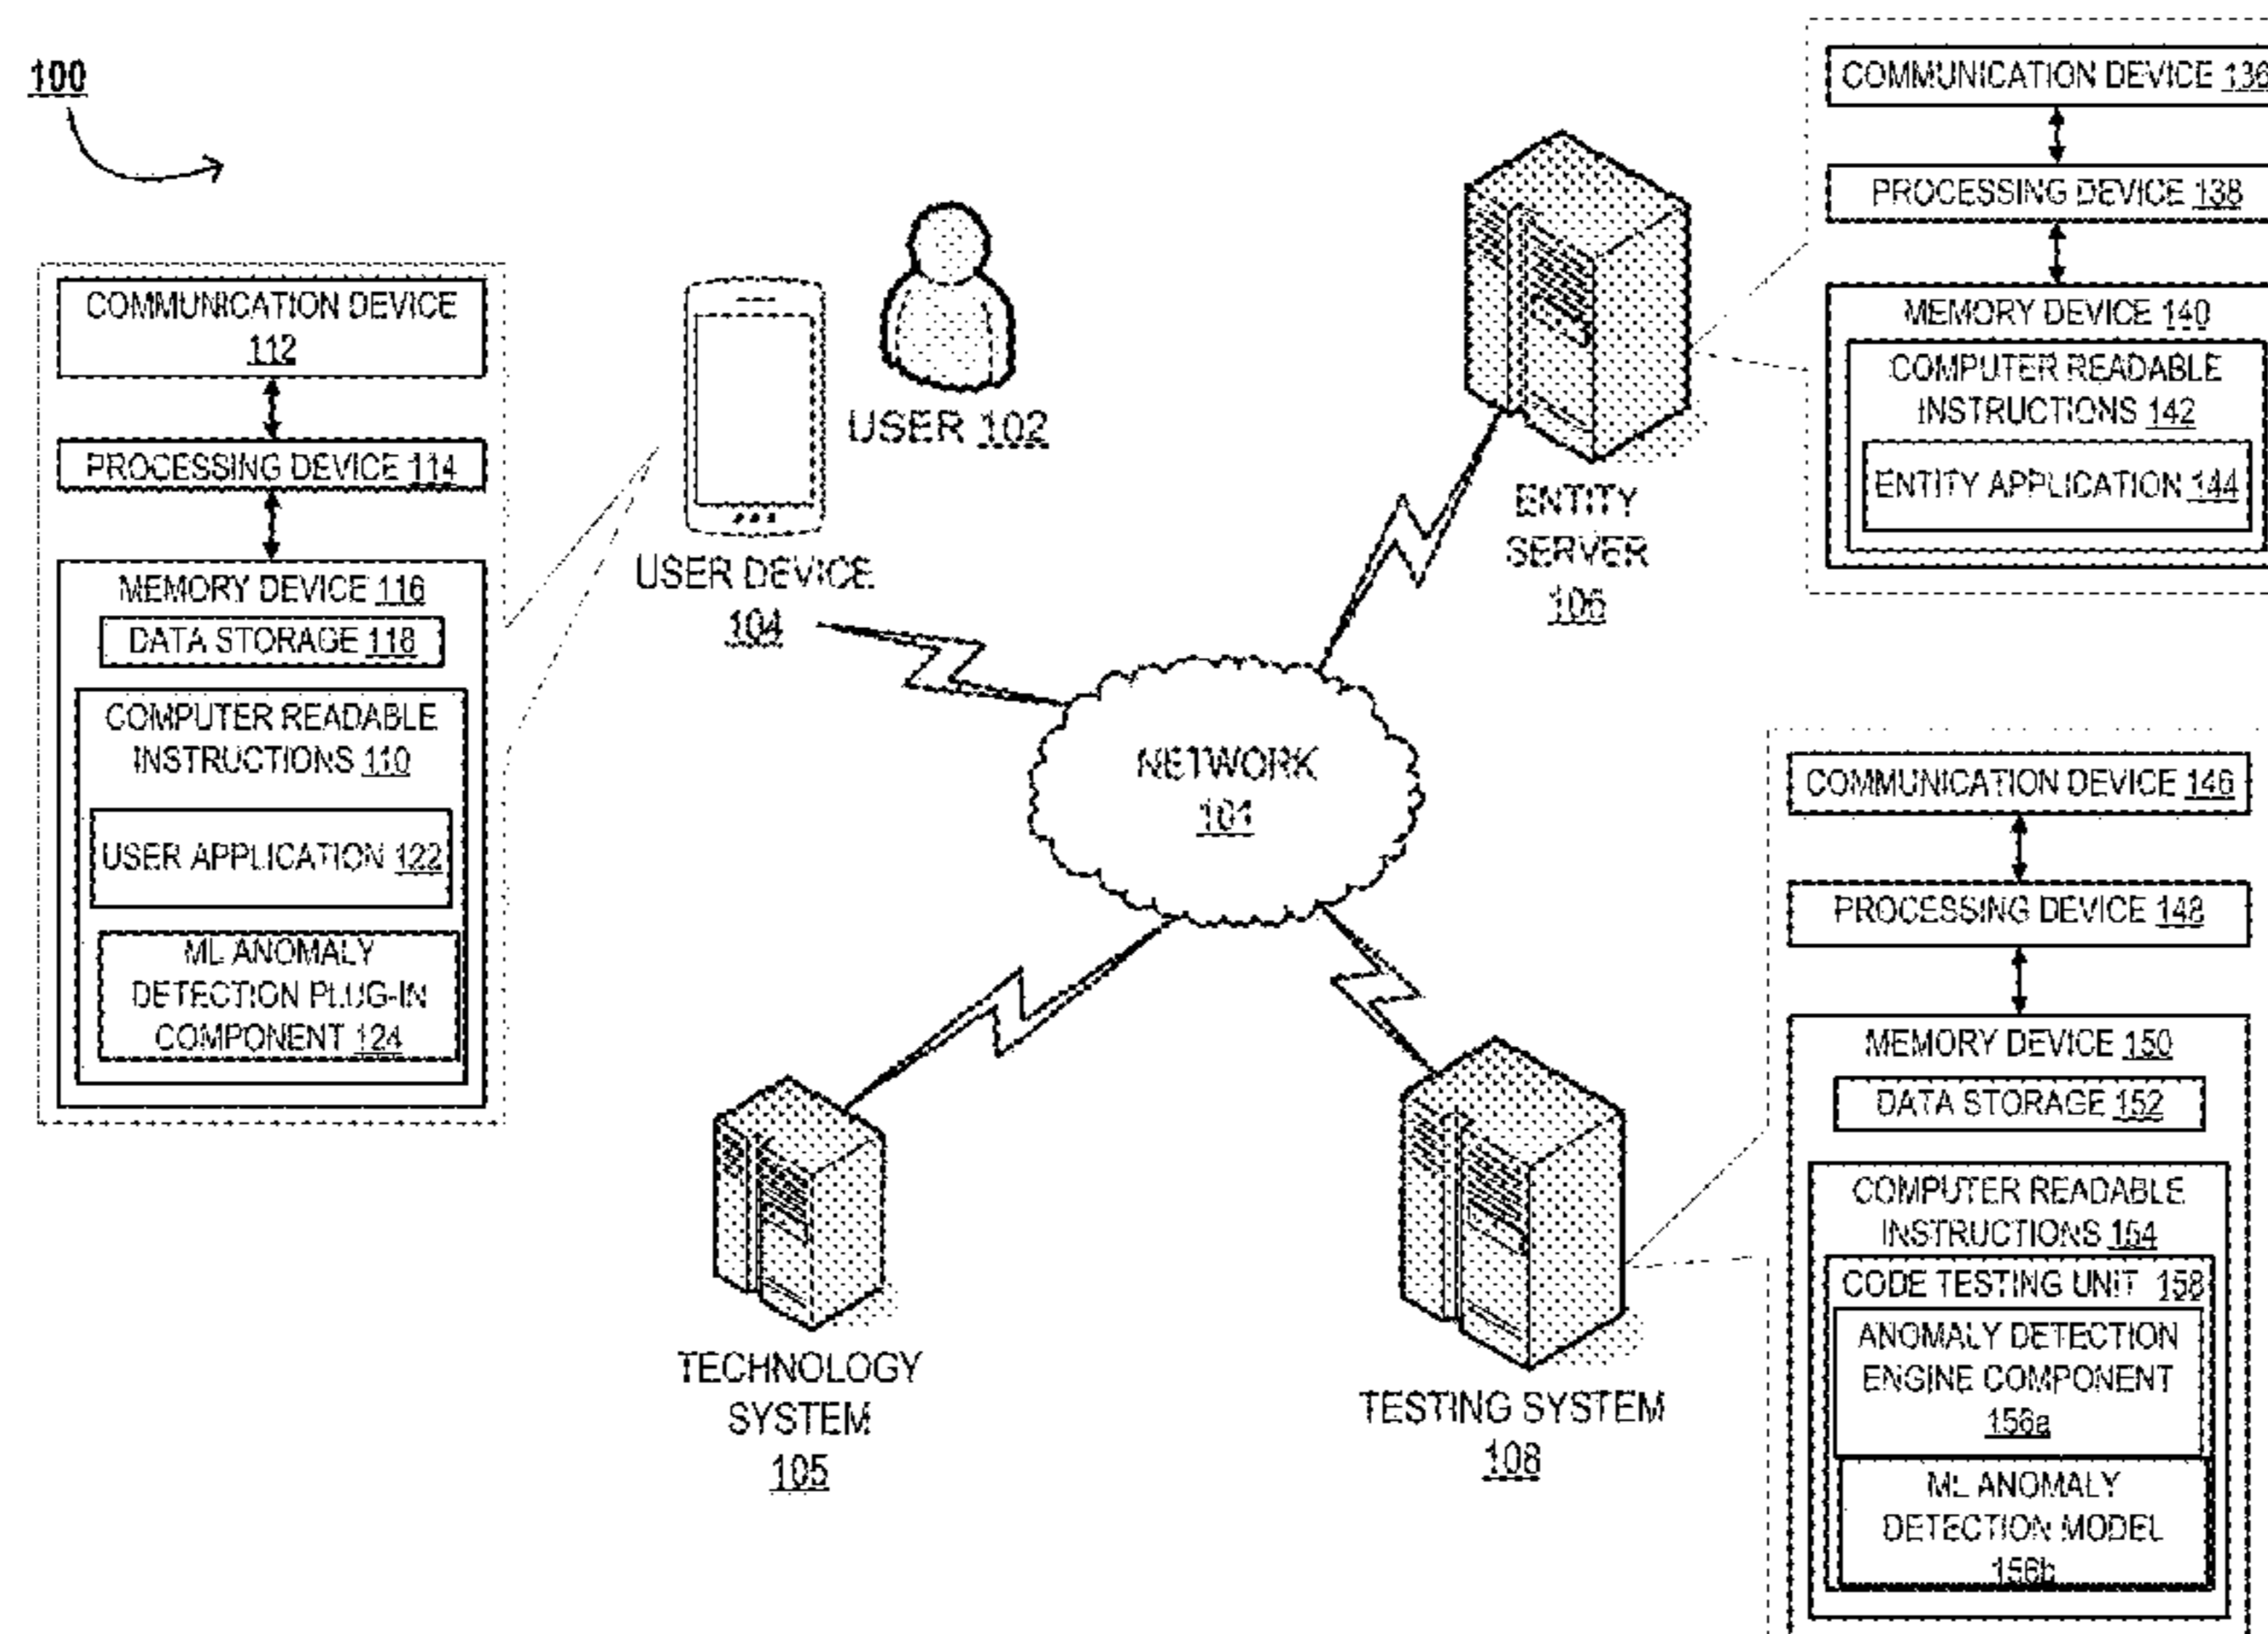 100
COMMUNICATION DEVICE
112
PROCESSING DEVICE 114
MEMORY DEVICE 116
DATA STORAGE 118
COMPUTER READABLE
INSTRUCTIONS 110
USER APPLICATION 122
ML ANOMALY
DETECTION PLUG-IN
COMPONENT 124
USER 102
USER DEVICE
104
ENTITY
SERVER
106
NETWORK
101
TECHNOLOGY
SYSTEM
105
TESTING SYSTEM
108
COMMUNICATION DEVICE 136
PROCESSING DEVICE 138
MEMORY DEVICE 140
COMPUTER READABLE
INSTRUCTIONS 142
ENTITY APPLICATION 144
COMMUNICATION DEVICE 146
PROCESSING DEVICE 148
MEMORY DEVICE 150
DATA STORAGE 152
COMPUTER READABLE
INSTRUCTIONS 154
CODE TESTING UNIT 158
ANOMALY DETECTION
ENGINE COMPONENT
156a
ML ANOMALY
DETECTION MODEL
156b